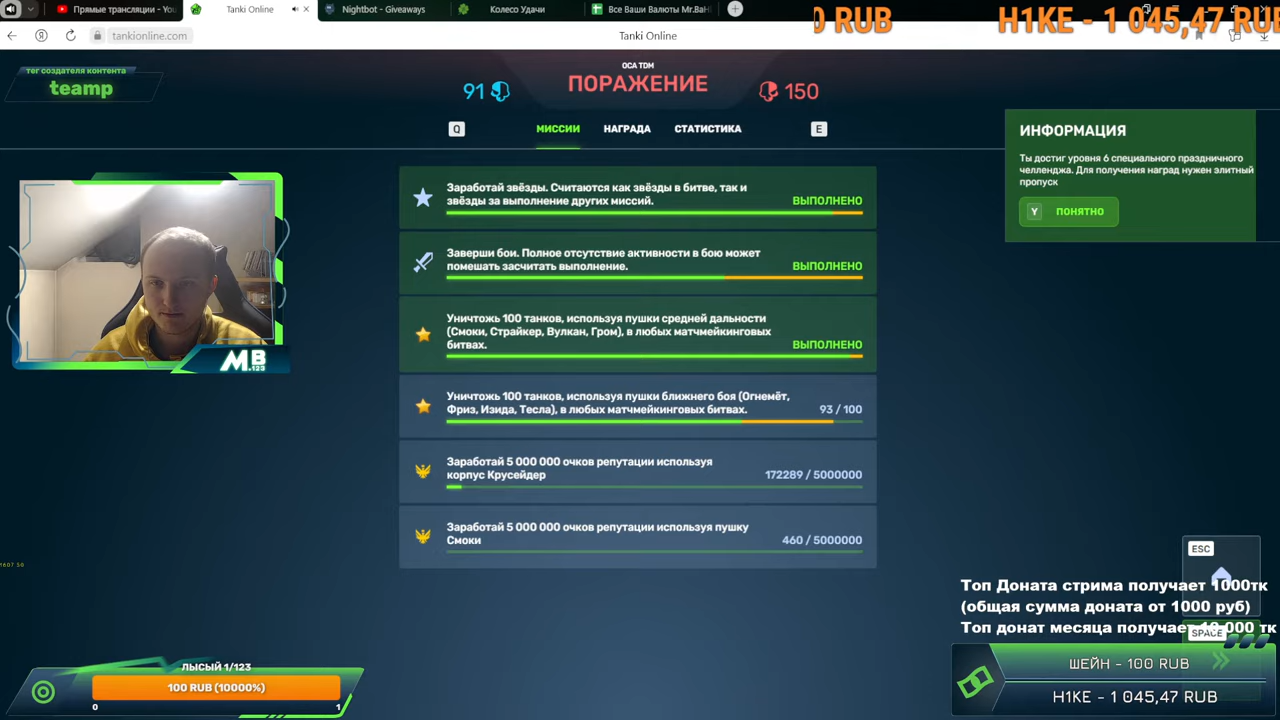 Прямые трансляции - You
Tanki Online
Nightbot - Giveaways
Колесо Удачи
Все Ваши Валюты Mr.Ba
tankionline.com
Tanki Online
0 RUB
H1KE - 1 045,47 RUB
тег создателя контента
teamp
ОСА TDM
91
ПОРАЖЕНИЕ
150
Q
МИССИИ
НАГРАДА
СТАТИСТИКА
E
ИНФОРМАЦИЯ
Ты достиг уровня 6 специального праздничного
челленджа. Для получения наград нужен элитный
пропуск
Y ПОНЯТНО
Заработай звёзды. Считаются как звёзды в битве, так и
звёзды за выполнение других миссий.
ВЫПОЛНЕНО
Заверши бои. Полное отсутствие активности в бою может
помешать засчитать выполнение.
ВЫПОЛНЕНО
Уничтожь 100 танков, используя пушки средней дальности
(Смоки, Страйкер, Вулкан, Гром), в любых матчмейкинговых
битвах.
ВЫПОЛНЕНО
Уничтожь 100 танков, используя пушки ближнего боя (Огнемёт,
Фриз, Изида, Тесла), в любых матчмейкинговых битвах.
93 / 100
Заработай 5 000 000 очков репутации используя
корпус Крусейдер
172289 / 5000000
Заработай 5 000 000 очков репутации используя пушку
Смоки
460 / 5000000
MB
.123
ESC
Топ Доната стрима получает 1000тк
(общая сумма доната от 1000 руб)
Топ донат месяца получает 10 000 тк
SPACE
ШЕЙН - 100 RUB
H1KE - 1 045,47 RUB
ЛЫСЫЙ 1/123
100 RUB (10000%)
0
1